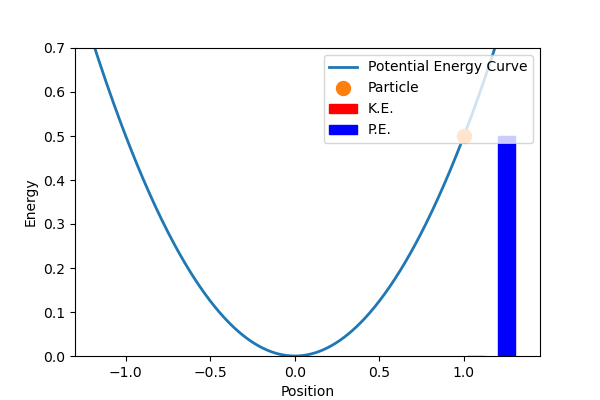 0.7
0.6
0.5
0.4
0.3
0.2
0.1
0.0
Energy
Potential Energy Curve
Particle
K.E.
P.E.
−1.0 −0.5 0.0 0.5 1.0
Position